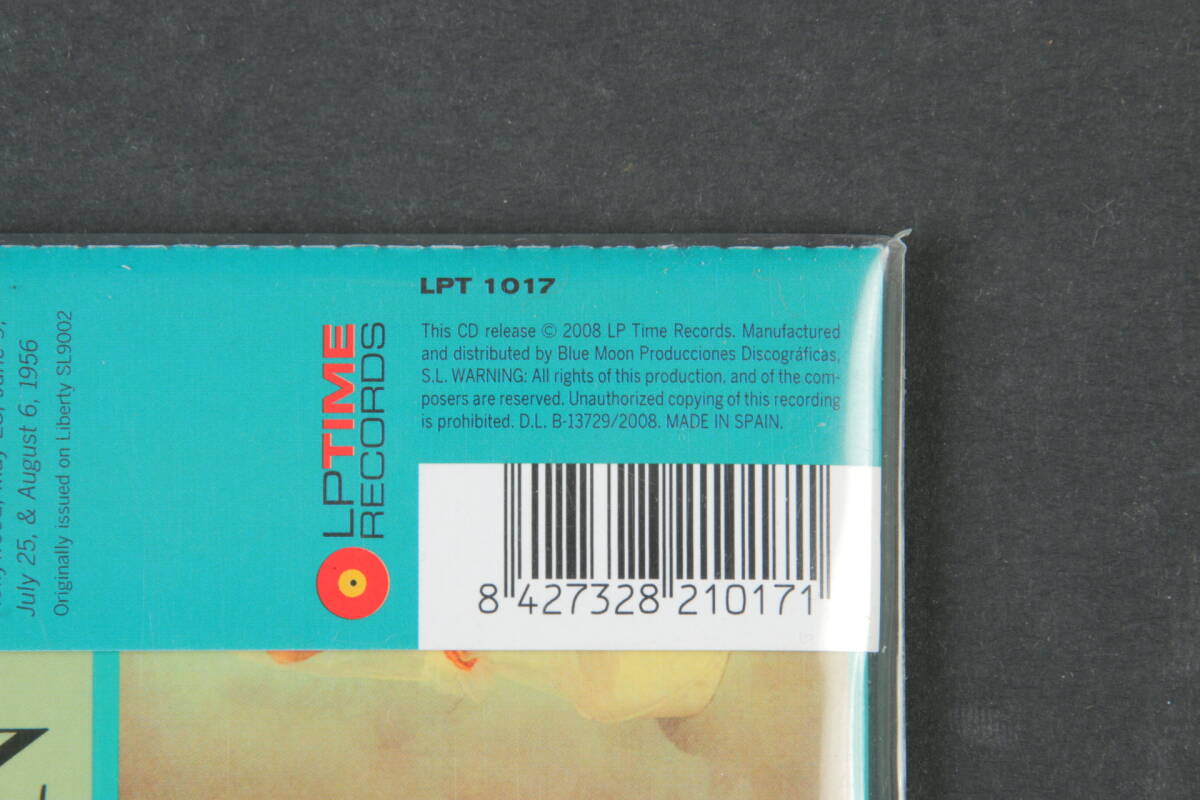 LPT 1017
This CD release © 2008 LP Time Records. Manufactured
and distributed by Blue Moon Producciones Discográficas,
S.L. WARNING: All rights of this production, and of the com-
posers are reserved. Unauthorized copying of this recording
is prohibited. D.L. B-13729/2008. MADE IN SPAIN.
8 427328 210171
LPTIME
RECORDS
July 25, & August 6, 1956
Originally issued on Liberty SL9002